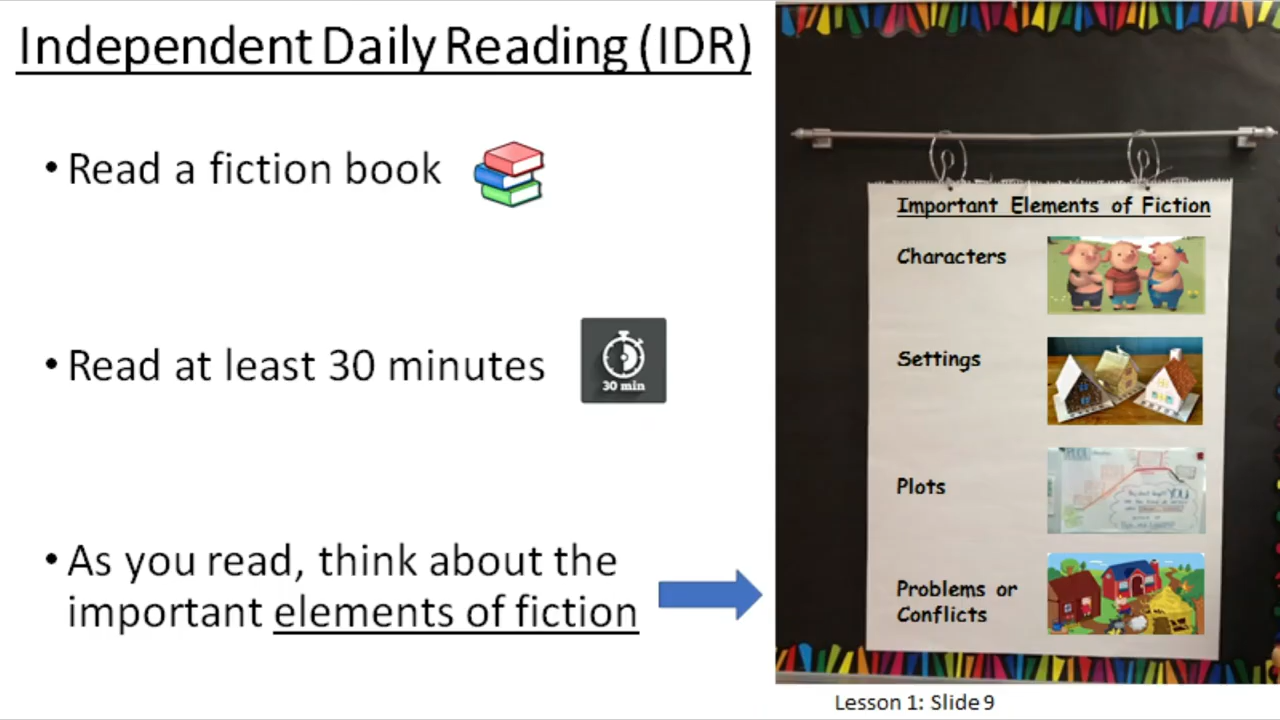 Independent Daily Reading (IDR)
• Read a fiction book
• Read at least 30 minutes
30 min
• As you read, think about the
important elements of fiction
Important Elements of Fiction
Characters
Settings
Plots
YOU
Problems or
Conflicts
Lesson 1: Slide 9